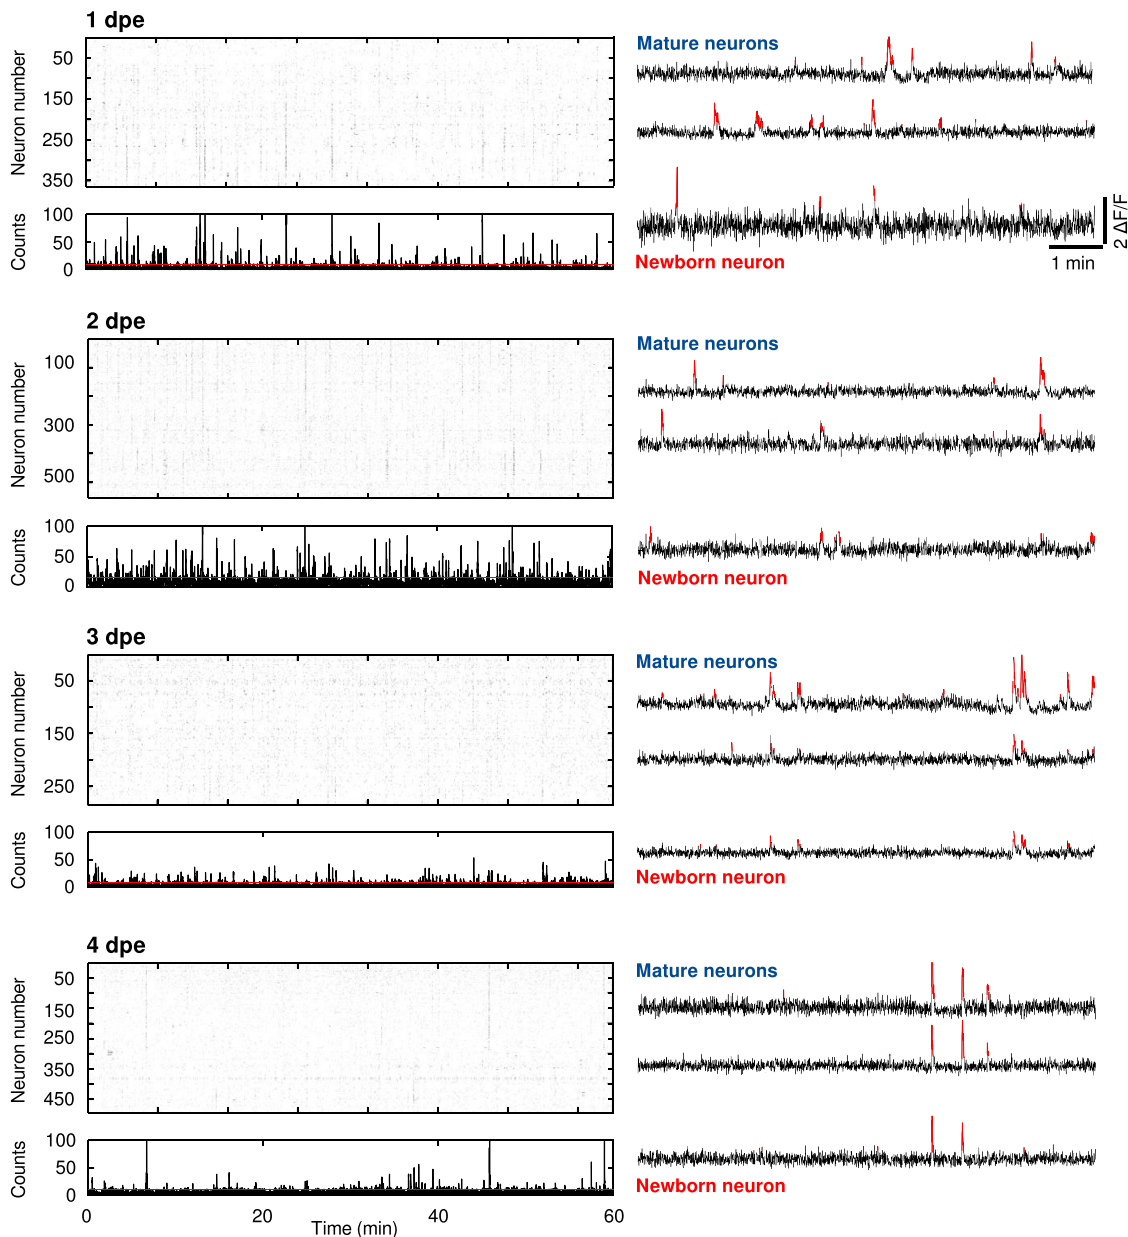 1 dpe
Neuron number
50
150
250
350
Counts
100
50
0
Mature neurons
Newborn neuron
2 ΔF/F
1 min
2 dpe
Neuron number
100
300
500
Counts
100
50
0
Mature neurons
Newborn neuron
3 dpe
Neuron number
50
150
250
Counts
100
50
0
Mature neurons
Newborn neuron
4 dpe
Neuron number
50
150
250
350
450
Counts
100
50
0
0 20 40 60
Time (min)
Mature neurons
Newborn neuron